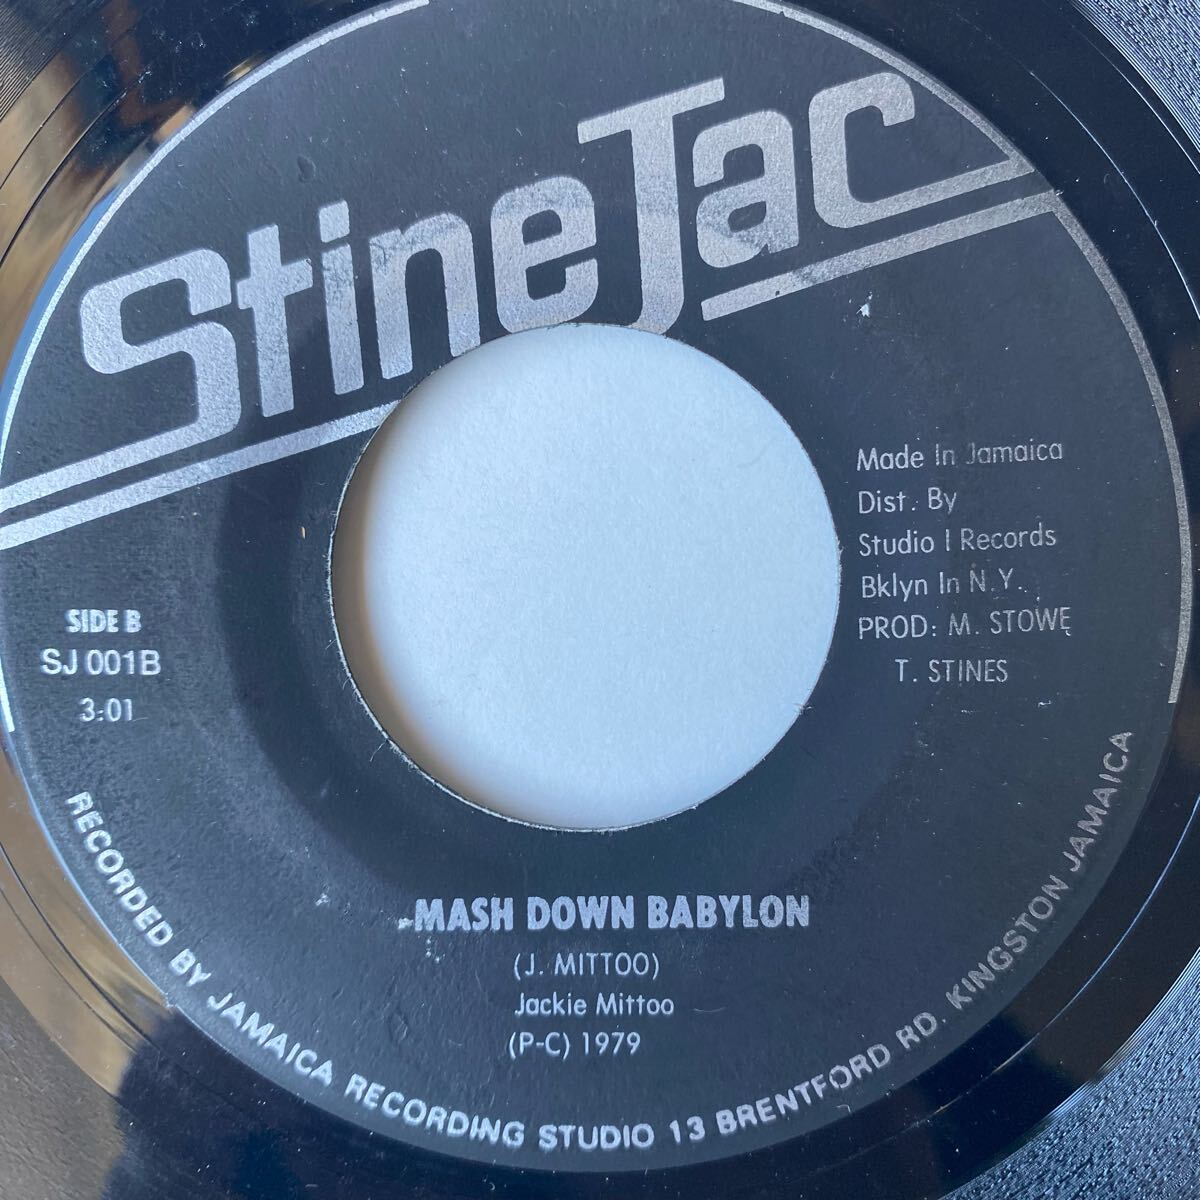 StineJac
Made In Jamaica
Dist. By
Studio I Records
Bklyn In N.Y.
PROD: M. STOWE
T. STINES
SIDE B
SJ 001B
3:01
MASH DOWN BABYLON
(J. MITTOO)
Jackie Mittoo
(P-C) 1979
RECORDED BY JAMAICA RECORDING STUDIO 13 BRENTFORD RD. KINGSTON JAMAICA